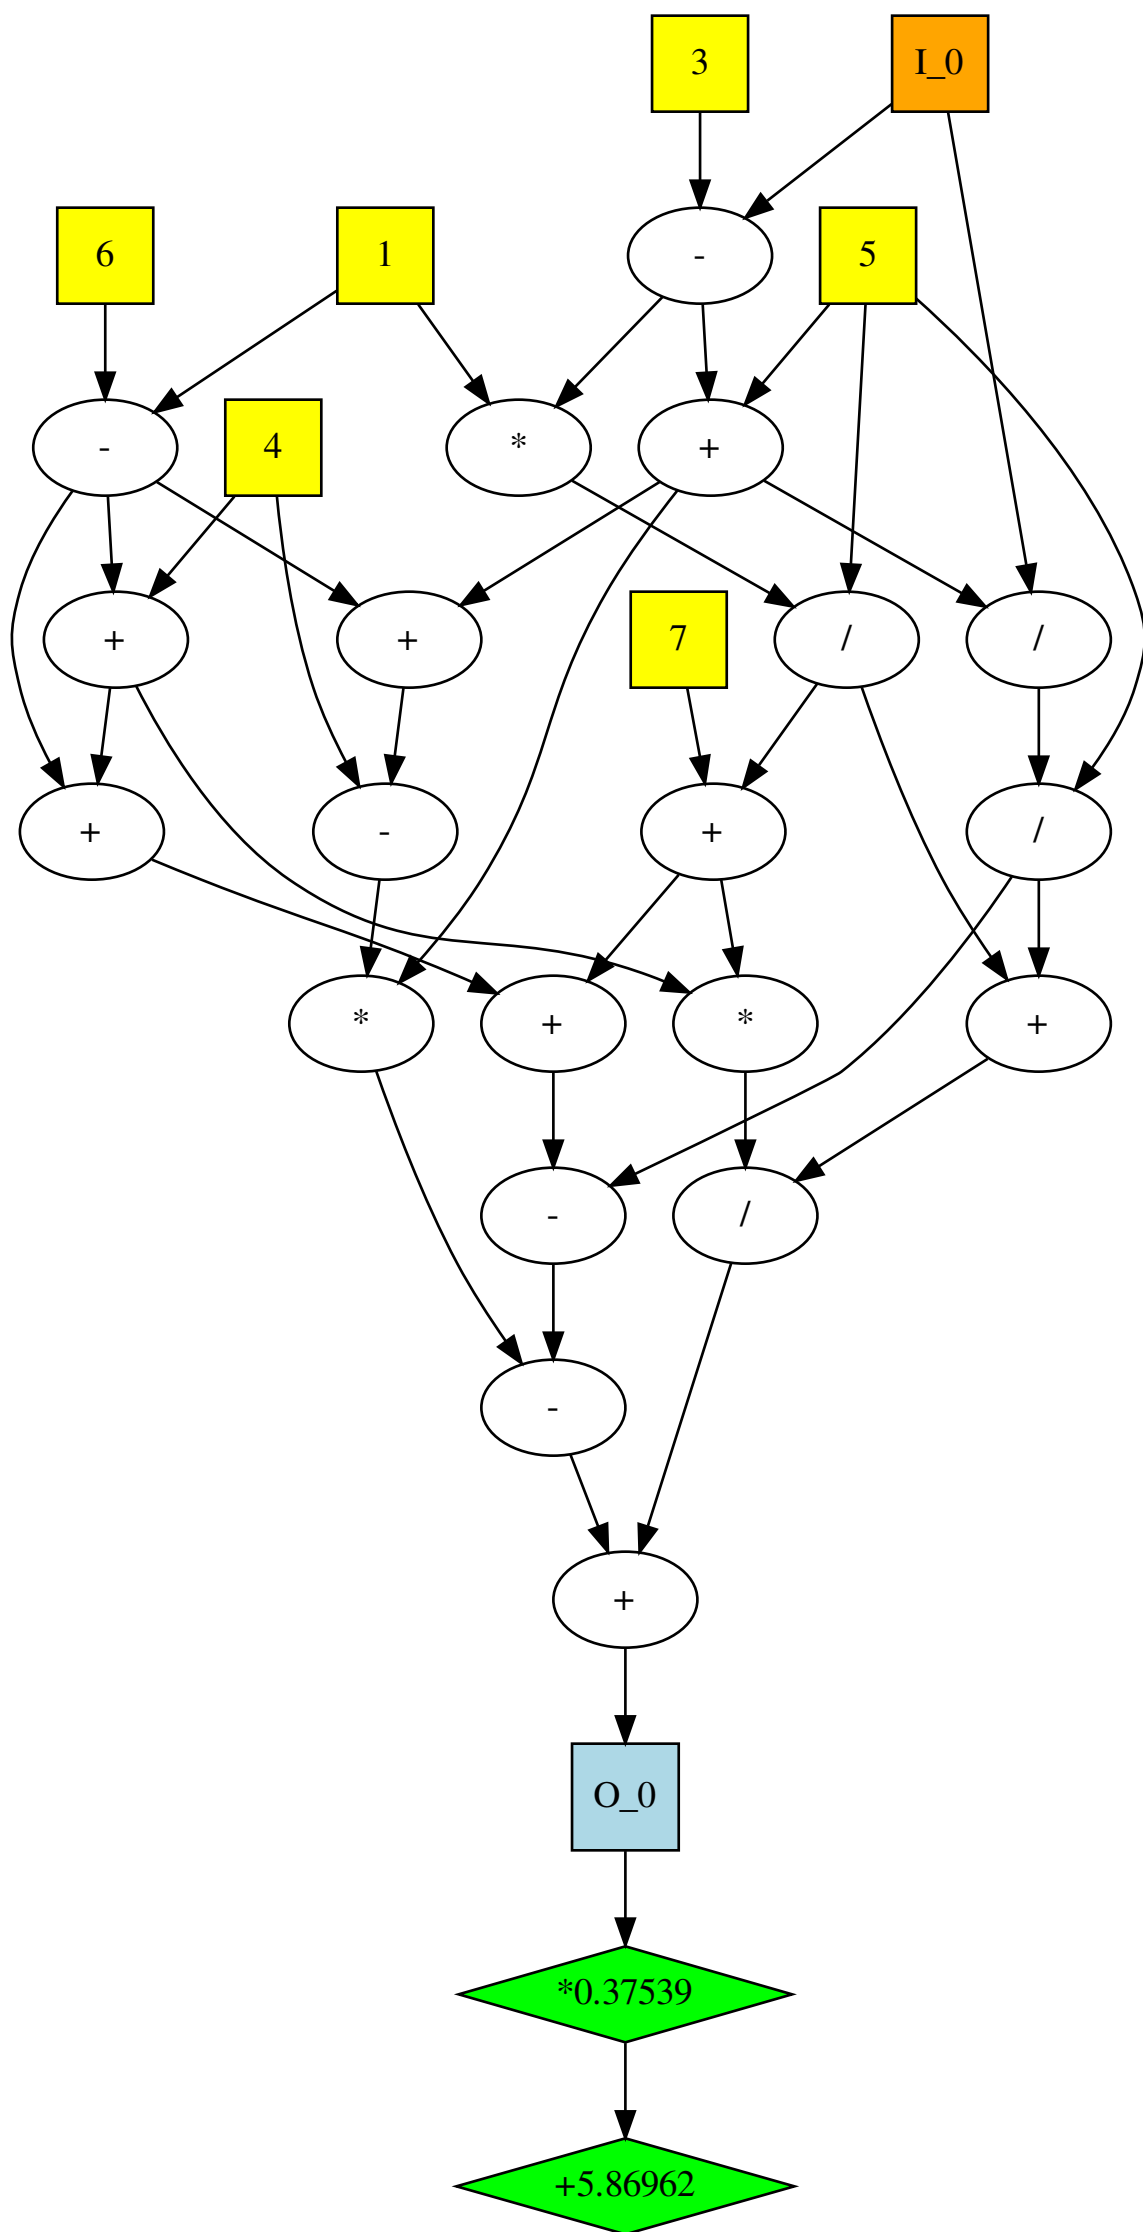 3 I_0
6 1 - 5
- 4 * +
+ + 7 / /
+ - + /
* + * +
- /
-
+
O_0
*0.37539
+5.86962